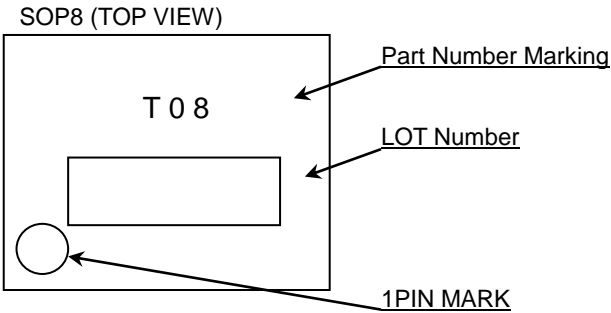 SOP8 (TOP VIEW)
Part Number Marking
T 0 8
LOT Number
1PIN MARK